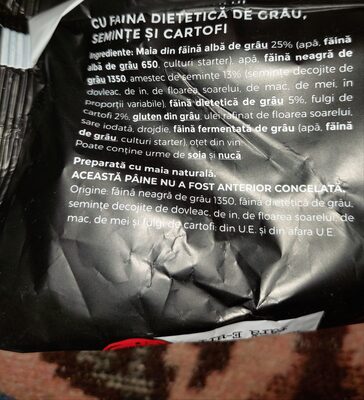 CU FAINA DIETETICĂ DE GRÂU,
SEMINȚE ȘI CARTOFI
Ingrediente: Maia din făină albă de grâu 25% (apă, făină
albă de grâu 650, culturi starter), apă, făină neagră de
grâu 1350, amestec de semințe 13% (semințe decojite de
dovleac, de in, de floarea soarelui, de mac, de mei, în
proporții variabile), făină dietetică de grâu 5%, fulgi de
cartofi 2%, gluten din grâu, ulei rafinat de floarea soarelui,
sare iodată, drojdie, făină fermentată de grâu (apă, făină
de grâu, culturi starter), oțet din vin.
Poate conține urme de soia și nucă.
Preparată cu maia naturală.
ACEASTĂ PÂINE NU A FOST ANTERIOR CONGELATĂ.
Origine: făină neagră de grâu 1350, făină dietetică de grâu,
semințe decojite de dovleac, de in, de floarea soarelui, de
mac, de mei și fulgi de cartofi: din U.E. și din afara U.E